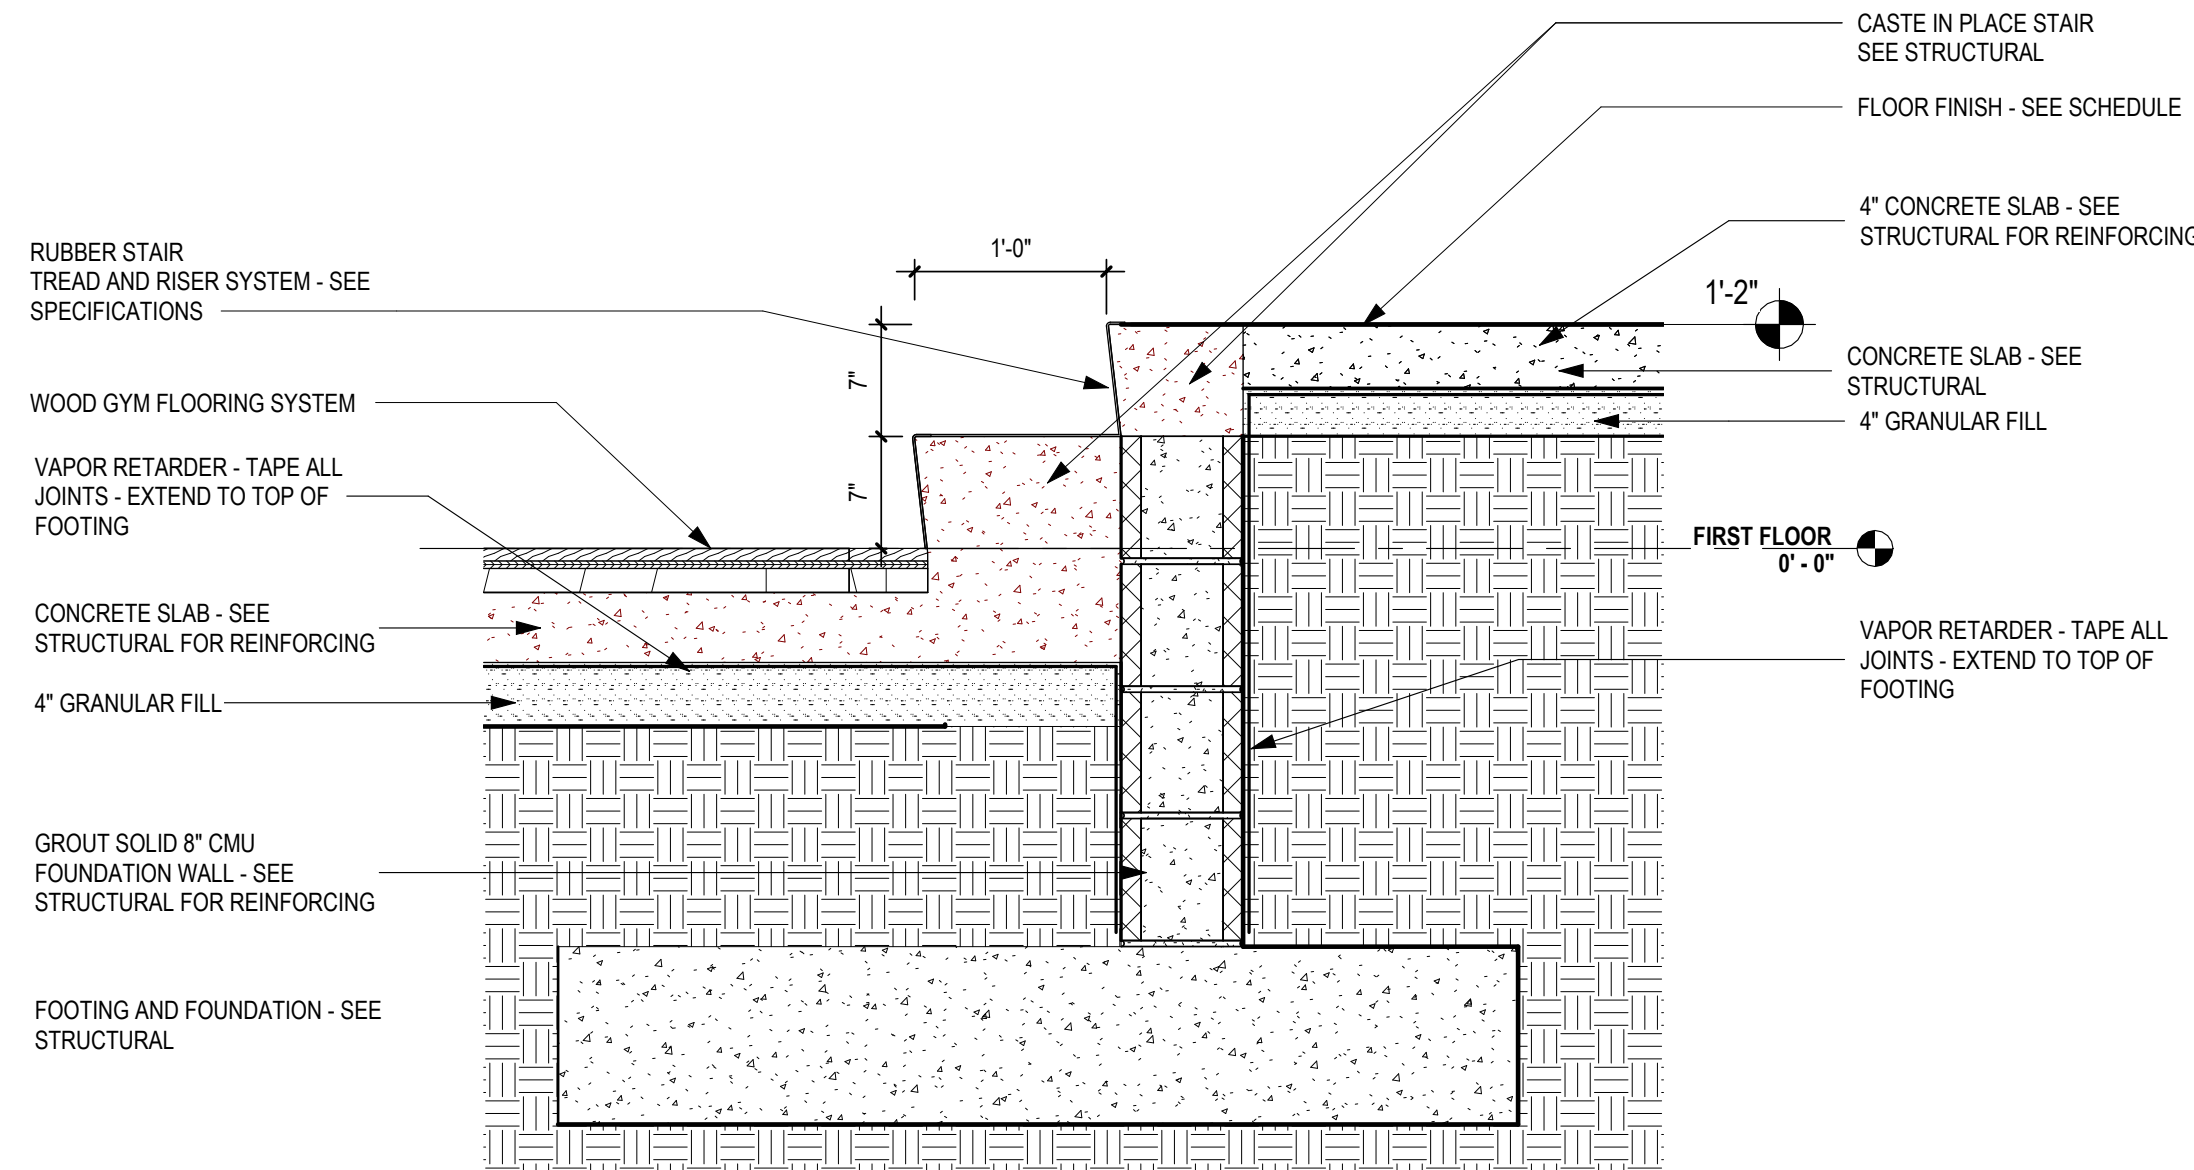 CASTE IN PLACE STAIR
SEE STRUCTURAL
FLOOR FINISH - SEE SCHEDULE
4" CONCRETE SLAB - SEE
STRUCTURAL FOR REINFORCING
1'-0"
RUBBER STAIR
TREAD AND RISER SYSTEM - SEE
SPECIFICATIONS
1'-2"
7"
CONCRETE SLAB - SEE
STRUCTURAL
WOOD GYM FLOORING SYSTEM
4" GRANULAR FILL
VAPOR RETARDER - TAPE ALL
JOINTS - EXTEND TO TOP OF
FOOTING
7"
FIRST FLOOR
0' - 0"
CONCRETE SLAB - SEE
STRUCTURAL FOR REINFORCING
VAPOR RETARDER - TAPE ALL
JOINTS - EXTEND TO TOP OF
FOOTING
4" GRANULAR FILL
GROUT SOLID 8" CMU
FOUNDATION WALL - SEE
STRUCTURAL FOR REINFORCING
FOOTING AND FOUNDATION - SEE
STRUCTURAL